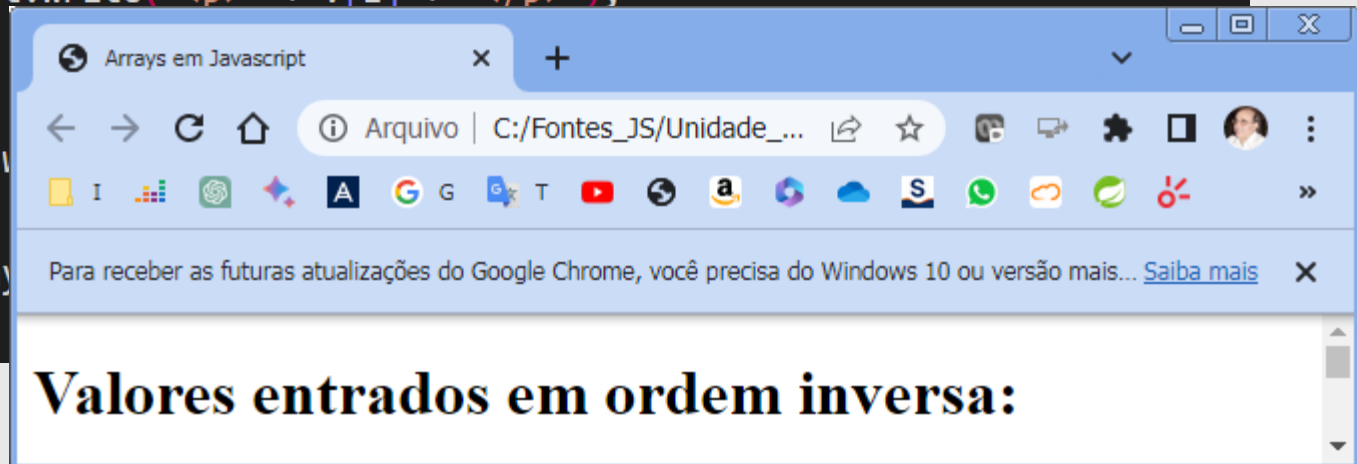 Arrays em Javascript
Arquivo | C:/Fontes_JS/Unidade_...
I A G G T a S
Para receber as futuras atualizações do Google Chrome, você precisa do Windows 10 ou versão mais... Saiba mais
Valores entrados em ordem inversa: